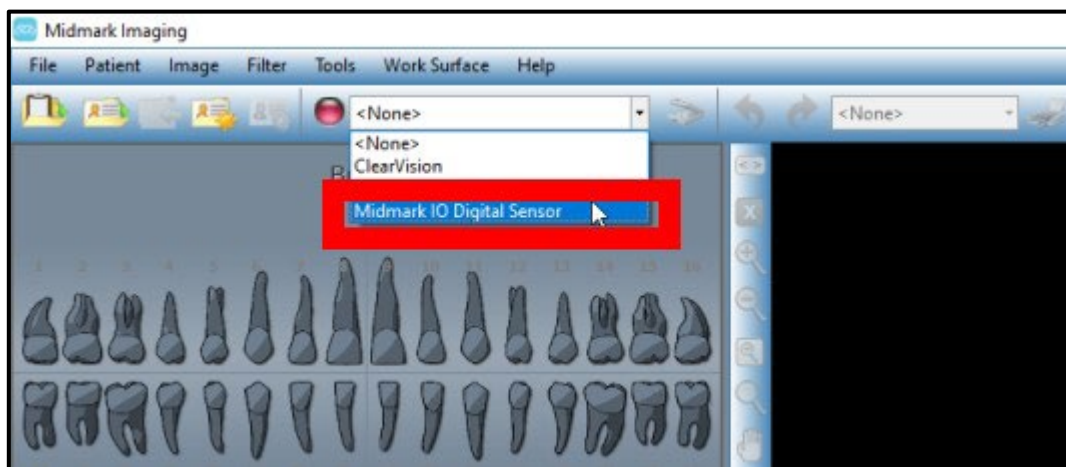 Midmark Imaging
File Patient Image Filter Tools Work Surface Help
<None> <None>
<None>
ClearVision
Midmark IO Digital Sensor
1 2 3 4 5 6 7 8 9 10 11 12 13 14 15 16